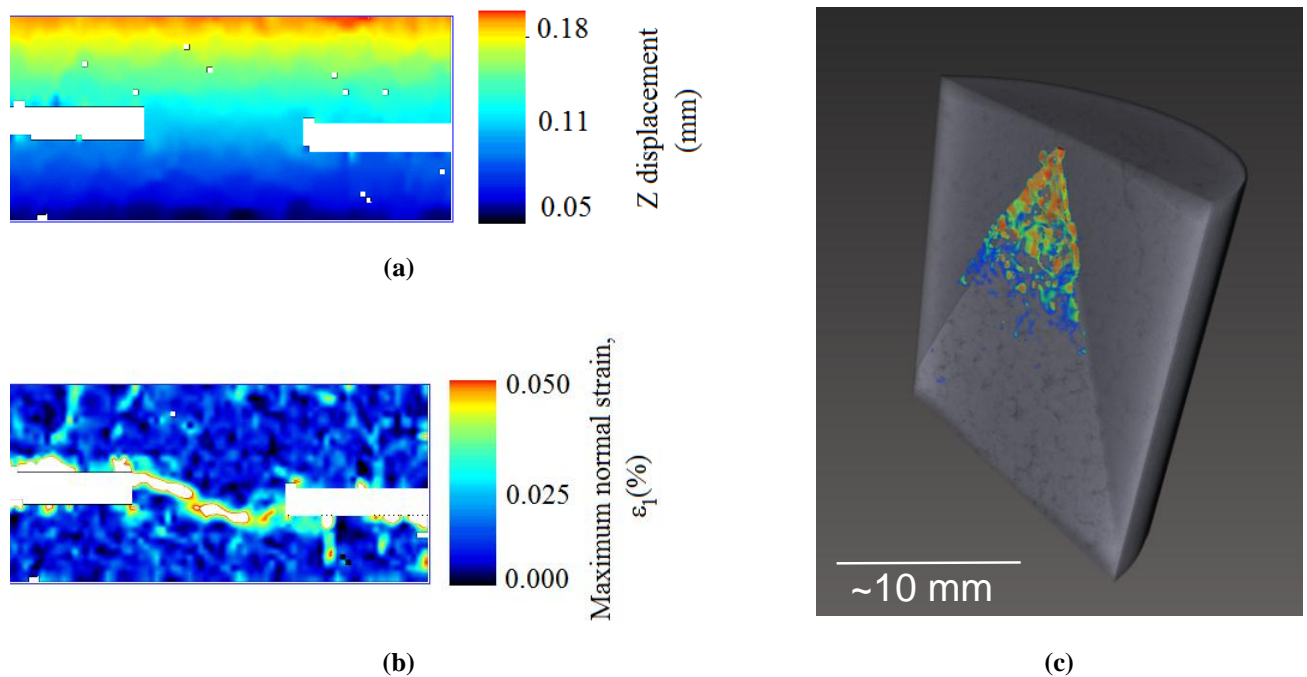 0.18
0.11
0.05
Z displacement
(mm)
(a)
0.050
0.025
0.000
Maximum normal strain,
ε₁(%)
(b)
~10 mm
(c)